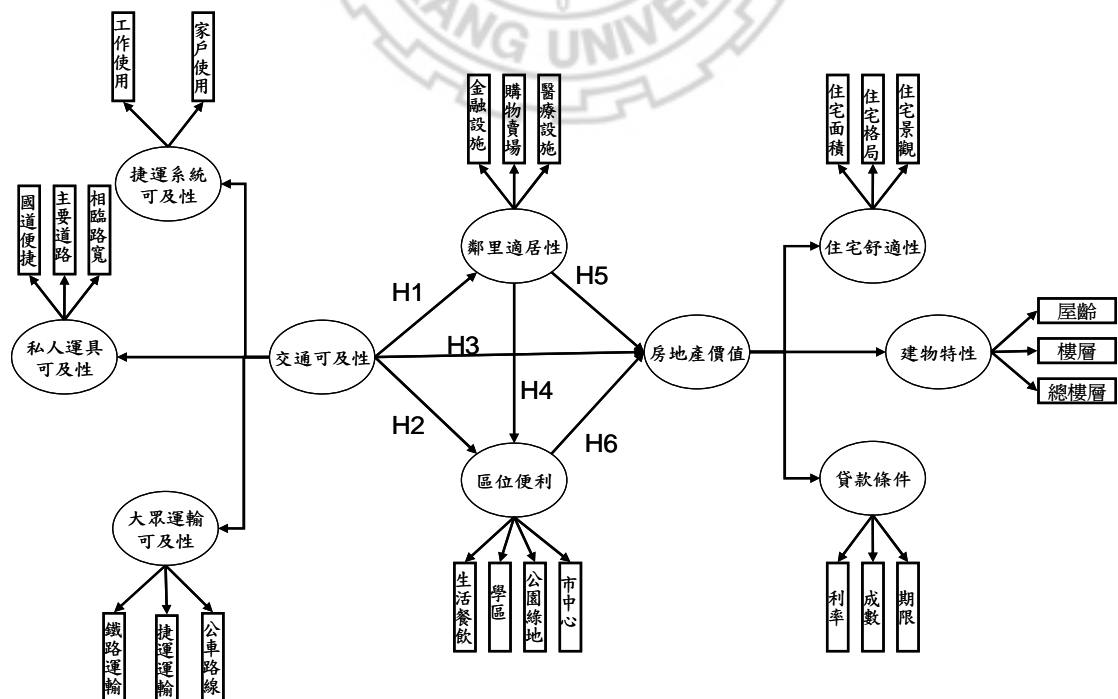 工作使用
家戶使用
捷運系統
可及性
國道便捷
主要道路
相臨路寬
私人運具
可及性
大眾運輸
可及性
鐵路運輸
捷運運輸
公車路線
交通可及性
H1
H2
H3
H4
H5
H6
金融設施
購物賣場
醫療設施
鄰里適居性
區位便利
生活餐飲
學區
公園綠地
市中心
房地產價值
住宅面積
住宅格局
住宅景觀
住宅舒適性
建物特性
屋齡
樓層
總樓層
貸款條件
利率
成數
期限